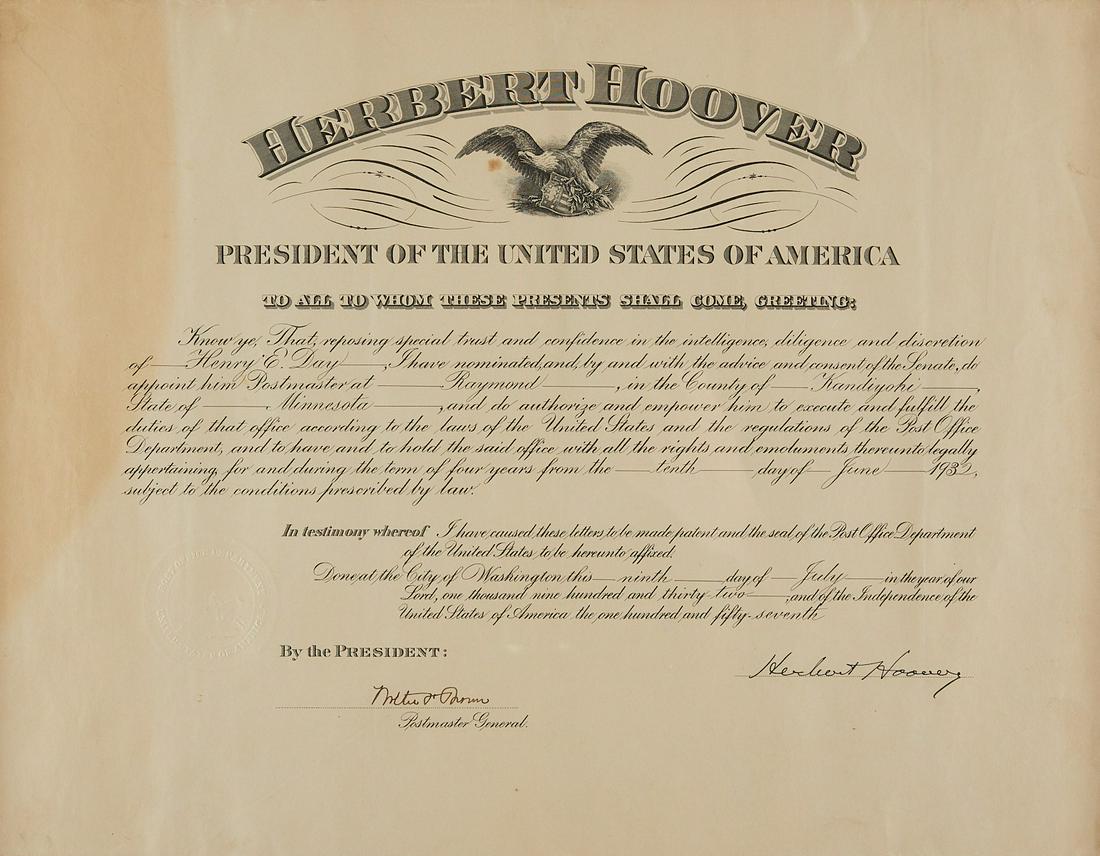 HERBERT HOOVER
PRESIDENT OF THE UNITED STATES OF AMERICA
TO ALL TO WHOM THESE PRESENTS SHALL COME, GREETING:
Know ye, That, reposing special trust and confidence in the intelligence, diligence and discretion
of Henry E. Day, I have nominated, and, by and with the advice and consent of the Senate, do
appoint him Postmaster at Raymond, in the County of Kandiyohi,
State of Minnesota, and do authorize and empower him to execute and fulfill the
duties of that office according to the laws of the United States and the regulations of the Post Office
Department, and to have and to hold the said office with all the rights and emoluments thereunto legally
appertaining, for and during the term of four years from the tenth day of June 1932,
subject to the conditions prescribed by law.
In testimony whereof I have caused these letters to be made patent and the seal of the Post Office Department
of the United States to be hereunto affixed.
Done at the City of Washington this ninth day of July in the year of our
Lord, one thousand nine hundred and thirty two, and of the Independence of the
United States of America the one hundred and fifty-seventh
By the PRESIDENT:
Herbert Hoover
Walter F Brown
Postmaster General.